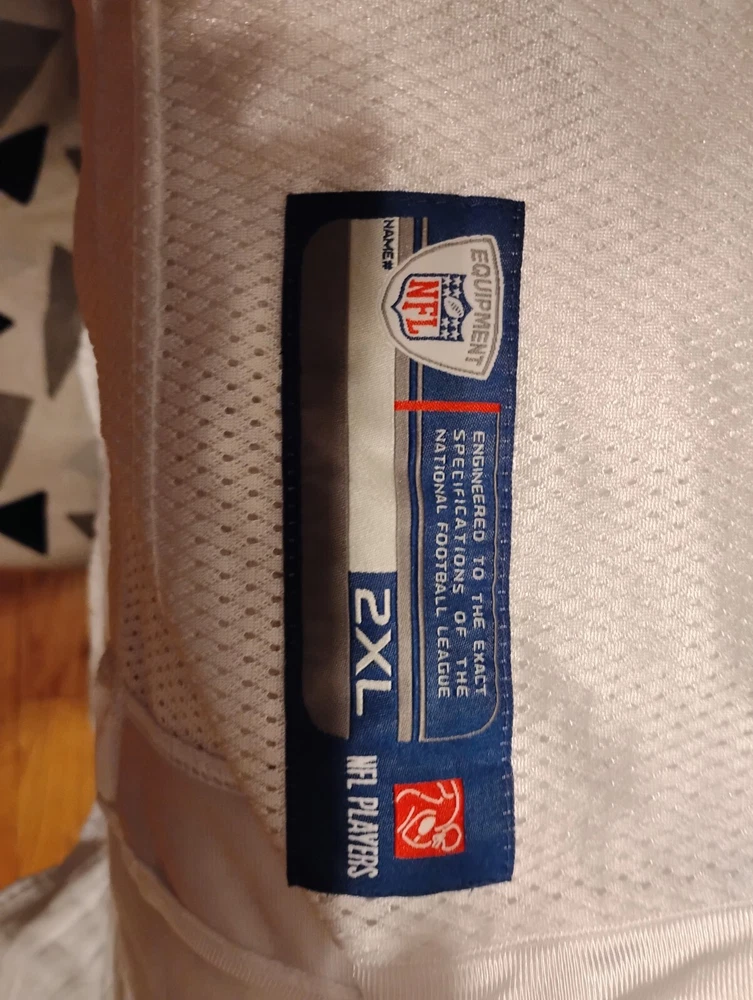 NAME#
EQUIPMENT
NFL
ENGINEERED TO THE EXACT
SPECIFICATIONS OF THE
NATIONAL FOOTBALL LEAGUE
2XL
NFL PLAYERS